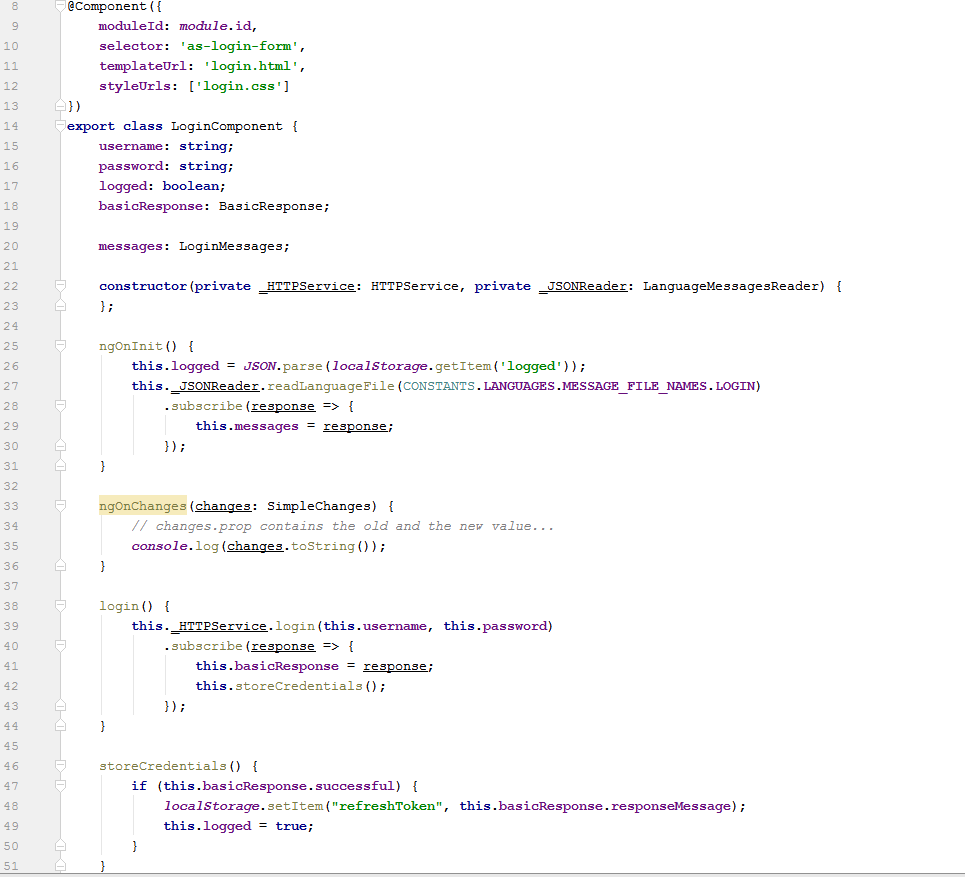 8 @Component({
9     moduleId: module.id,
10     selector: 'as-login-form',
11     templateUrl: 'login.html',
12     styleUrls: ['login.css']
13 })
14 export class LoginComponent {
15     username: string;
16     password: string;
17     logged: boolean;
18     basicResponse: BasicResponse;
19
20     messages: LoginMessages;
21
22     constructor(private _HTTPService: HTTPService, private _JSONReader: LanguageMessagesReader) {
23     };
24
25     ngOnInit() {
26         this.logged = JSON.parse(localStorage.getItem('logged'));
27         this._JSONReader.readLanguageFile(CONSTANTS.LANGUAGES.MESSAGE_FILE_NAMES.LOGIN)
28             .subscribe(response => {
29                 this.messages = response;
30             });
31     }
32
33     ngOnChanges(changes: SimpleChanges) {
34         // changes.prop contains the old and the new value...
35         console.log(changes.toString());
36     }
37
38     login() {
39         this._HTTPService.login(this.username, this.password)
40             .subscribe(response => {
41                 this.basicResponse = response;
42                 this.storeCredentials();
43             });
44     }
45
46     storeCredentials() {
47         if (this.basicResponse.successful) {
48             localStorage.setItem("refreshToken", this.basicResponse.responseMessage);
49             this.logged = true;
50         }
51     }